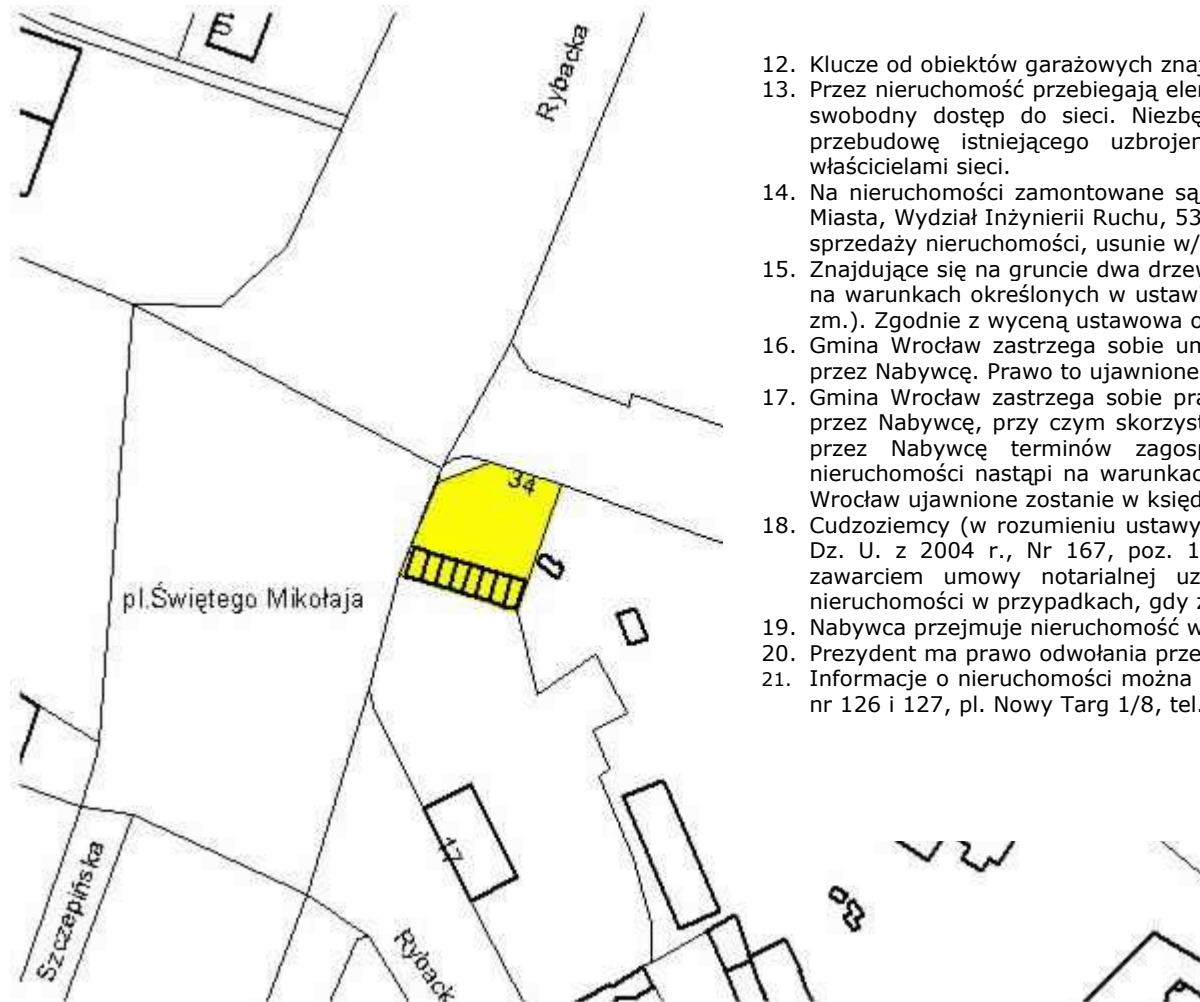 Rybacka
34
pl.Świętego Mikołaja
17
Szczepińska
Ryback
12. Klucze od obiektów garażowych znaj
13. Przez nieruchomość przebiegają eler
swobodny dostęp do sieci. Niezbę
przebudowę istniejącego uzbrojen
właścicielami sieci.
14. Na nieruchomości zamontowane są
Miasta, Wydział Inżynierii Ruchu, 53
sprzedaży nieruchomości, usunie w/
15. Znajdujące się na gruncie dwa drzew
na warunkach określonych w ustawi
zm.). Zgodnie z wyceną ustawowa o
16. Gmina Wrocław zastrzega sobie um
przez Nabywcę. Prawo to ujawnione
17. Gmina Wrocław zastrzega sobie pra
przez Nabywcę, przy czym skorzyst
przez Nabywcę terminów zagosp
nieruchomości nastąpi na warunkac
Wrocław ujawnione zostanie w księd
18. Cudzoziemcy (w rozumieniu ustawy
Dz. U. z 2004 r., Nr 167, poz. 1
zawarciem umowy notarialnej uz
nieruchomości w przypadkach, gdy z
19. Nabywca przejmuje nieruchomość w
20. Prezydent ma prawo odwołania prze
21. Informacje o nieruchomości można
nr 126 i 127, pl. Nowy Targ 1/8, tel.